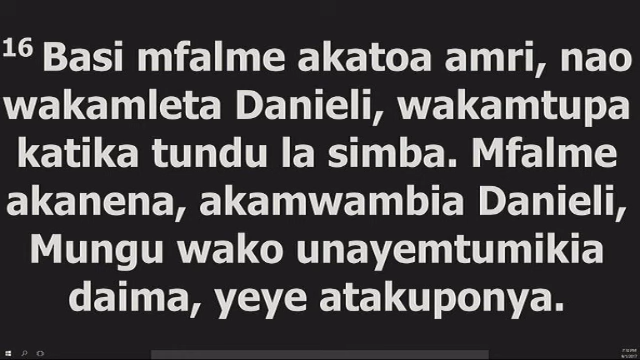 16 Basi mfalme akatoa amri, nao
wakamleta Danieli, wakamtupa
katika tundu la simba. Mfalme
akanena, akamwambia Danieli,
Mungu wako unayemtumikia
daima, yeye atakuponya.